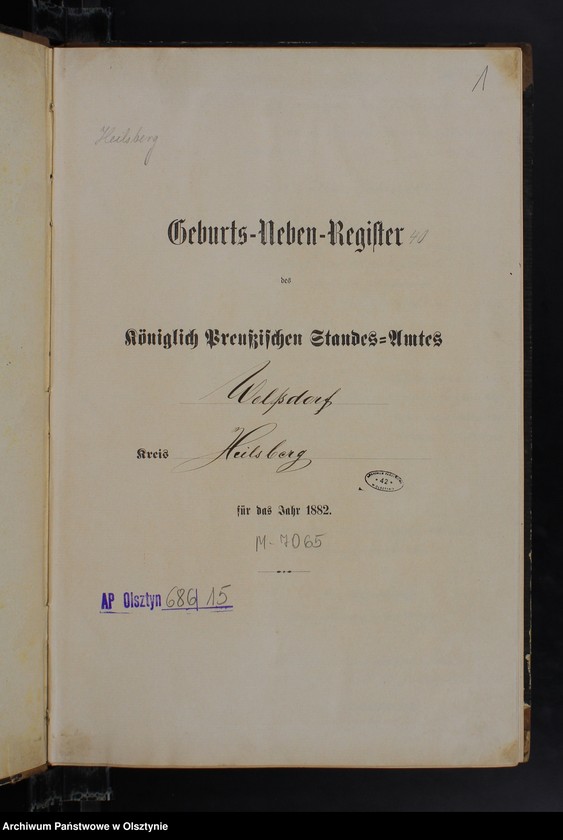 1
Heilsberg
Geburts-Neben-Register 40
des
Königlich Preußischen Standes-Amtes
Wolfsdorf
Kreis Heilsberg
42
für das Jahr 1882.
M-7065
AP Olsztyn 686/15
Archiwum Państwowe w Olsztynie